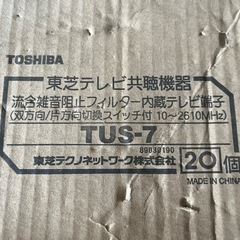 TOSHIBA
東芝テレビ共聴機器
流合雑音阻止フィルター内蔵テレビ端子
(双方向/片方向切換スイッチ付 10~2610MHz)
TUS-7
89039190
東芝テクノネットワーク株式会社
20個
MADE IN CHINA